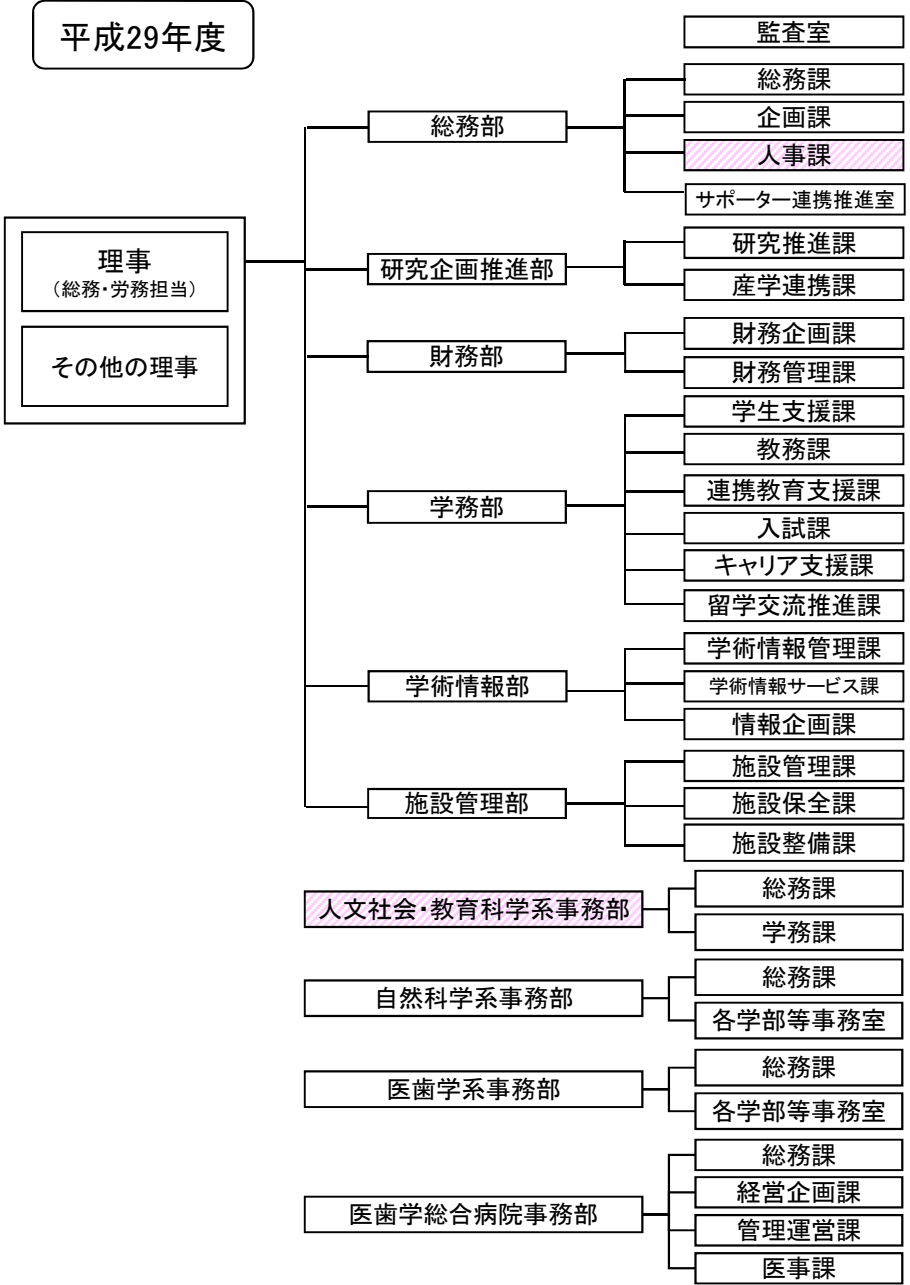 平成29年度
監査室
理事
（総務・労務担当）
その他の理事
総務部
総務課
企画課
人事課
サポーター連携推進室
研究企画推進部
研究推進課
産学連携課
財務部
財務企画課
財務管理課
学務部
学生支援課
教務課
連携教育支援課
入試課
キャリア支援課
留学交流推進課
学術情報部
学術情報管理課
学術情報サービス課
情報企画課
施設管理部
施設管理課
施設保全課
施設整備課
人文社会・教育科学系事務部
総務課
学務課
自然科学系事務部
総務課
各学部等事務室
医歯学系事務部
総務課
各学部等事務室
医歯学総合病院事務部
総務課
経営企画課
管理運営課
医事課